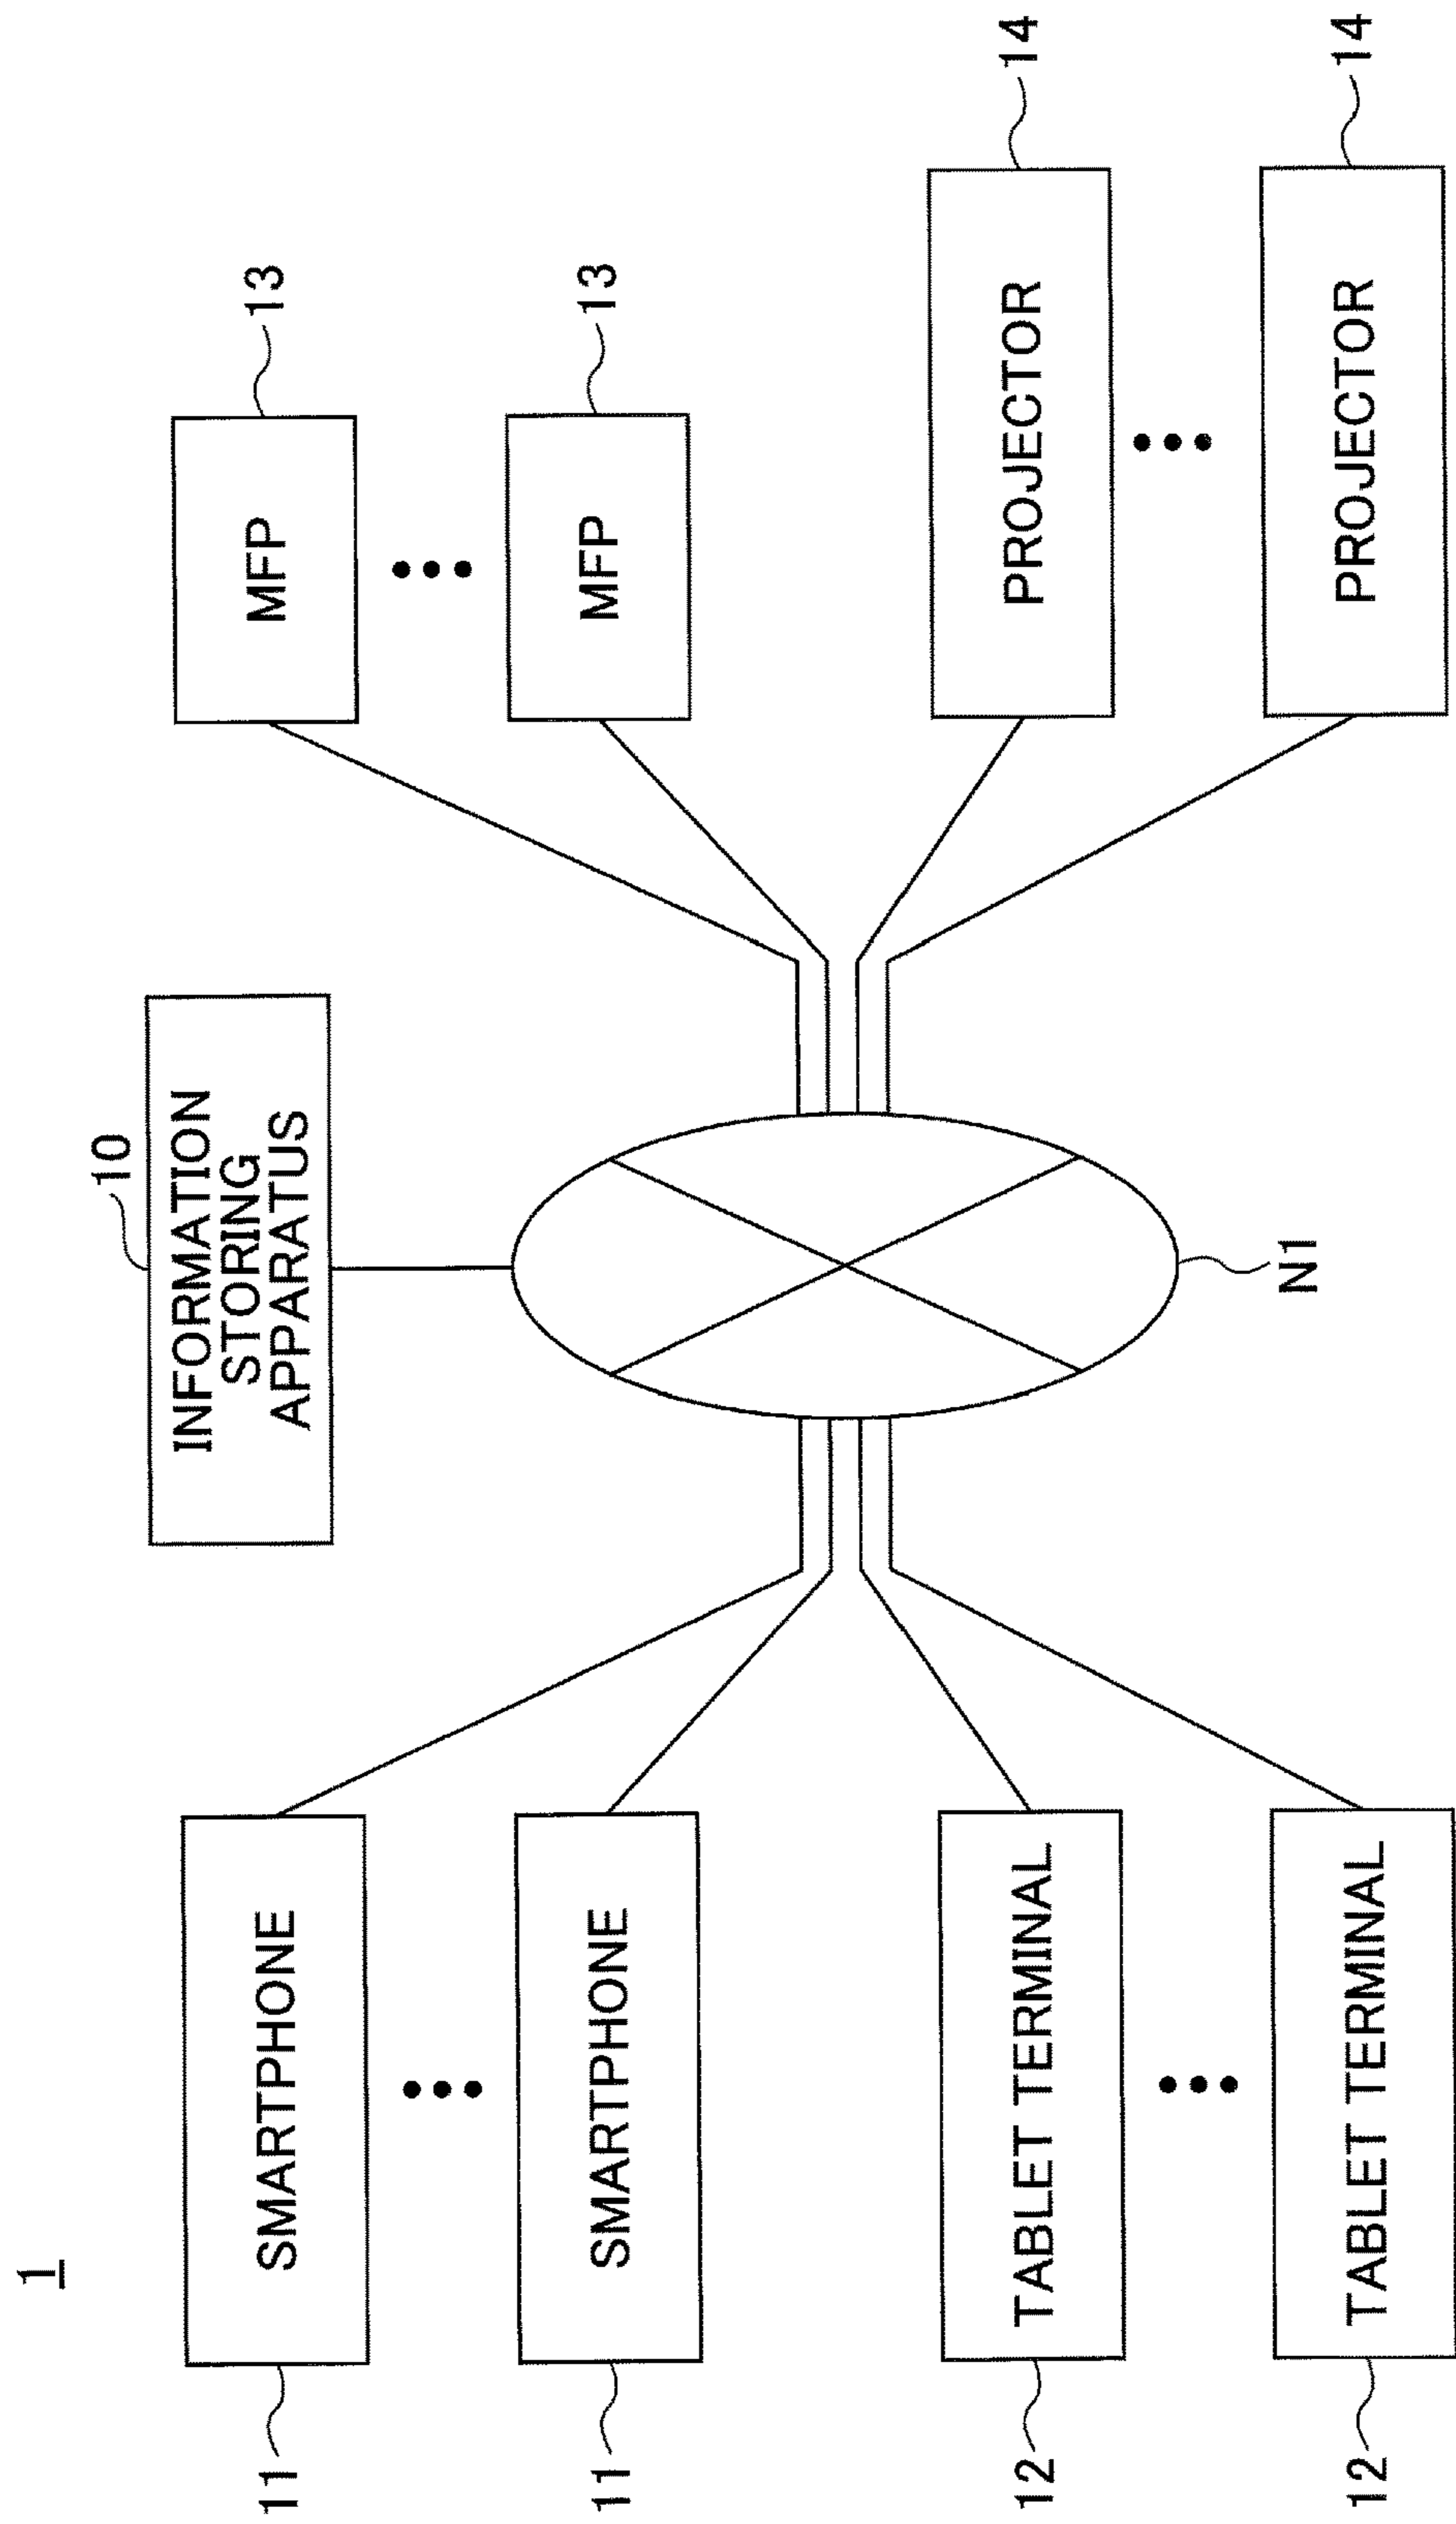 1
10
INFORMATION
STORING
APPARATUS
11
SMARTPHONE
MFP
13
11
SMARTPHONE
MFP
13
12
TABLET TERMINAL
PROJECTOR
14
12
TABLET TERMINAL
PROJECTOR
14
N1